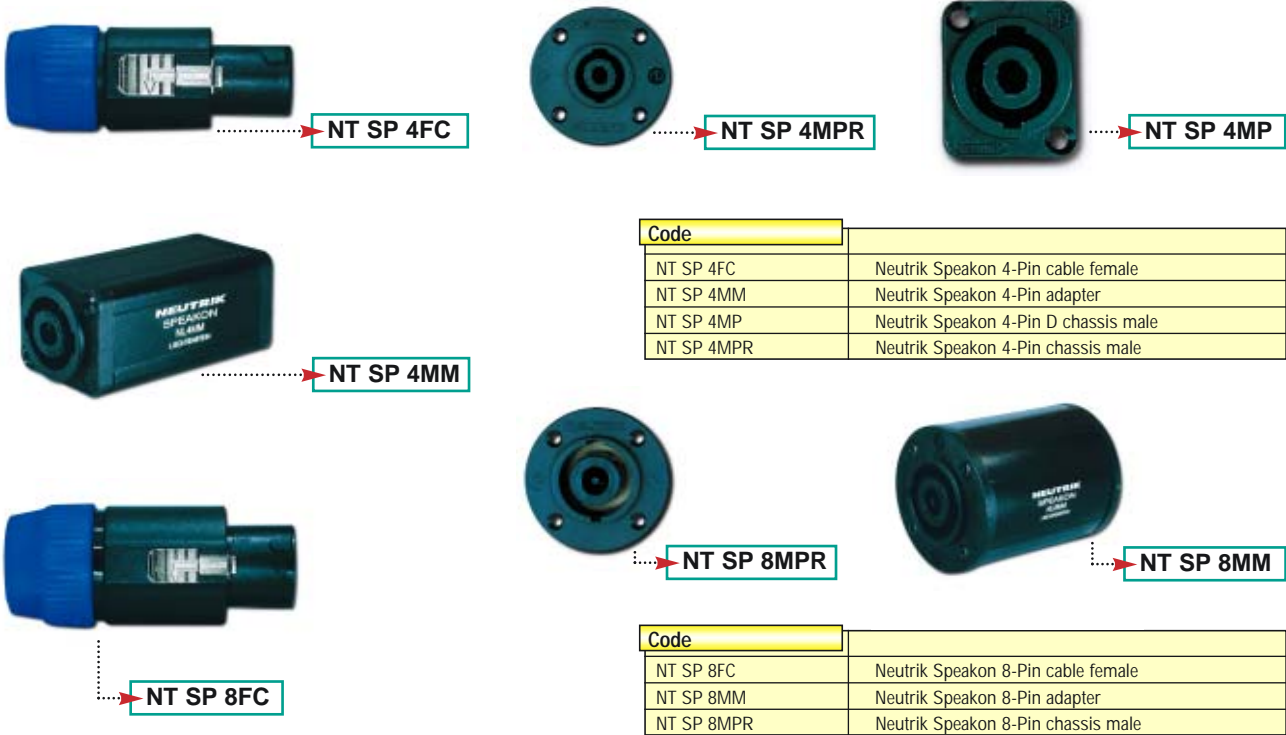 NT SP 4FC
NT SP 4MPR
NT SP 4MP
NEUTRIK
SPEAKON
NL4MM
NT SP 4MM
Code
NT SP 4FC Neutrik Speakon 4-Pin cable female
NT SP 4MM Neutrik Speakon 4-Pin adapter
NT SP 4MP Neutrik Speakon 4-Pin D chassis male
NT SP 4MPR Neutrik Speakon 4-Pin chassis male
NT SP 8MPR
NEUTRIK
SPEAKON
NT SP 8MM
NT SP 8FC
Code
NT SP 8FC Neutrik Speakon 8-Pin cable female
NT SP 8MM Neutrik Speakon 8-Pin adapter
NT SP 8MPR Neutrik Speakon 8-Pin chassis male